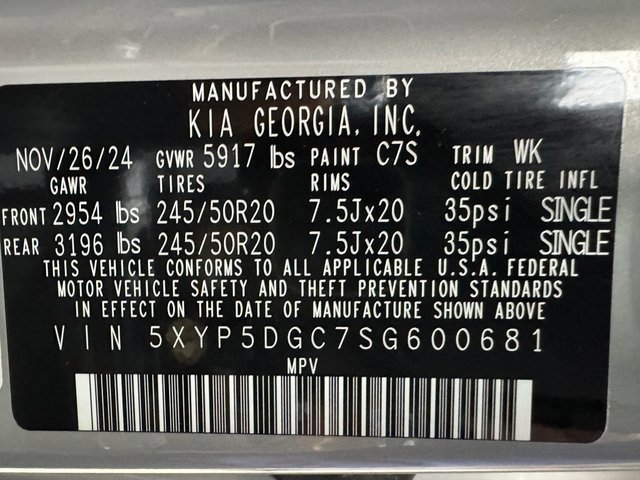 MANUFACTURED BY
KIA GEORGIA, INC.
NOV/26/24 GVWR 5917 lbs PAINT C7S TRIM WK
GAWR TIRES RIMS COLD TIRE INFL
FRONT 2954 lbs 245/50R20 7.5Jx20 35psi SINGLE
REAR 3196 lbs 245/50R20 7.5Jx20 35psi SINGLE
THIS VEHICLE CONFORMS TO ALL APPLICABLE U.S.A. FEDERAL
MOTOR VEHICLE SAFETY AND THEFT PREVENTION STANDARDS
IN EFFECT ON THE DATE OF MANUFACTURE SHOWN ABOVE
VIN 5XYP5DGC7SG600681
MPV